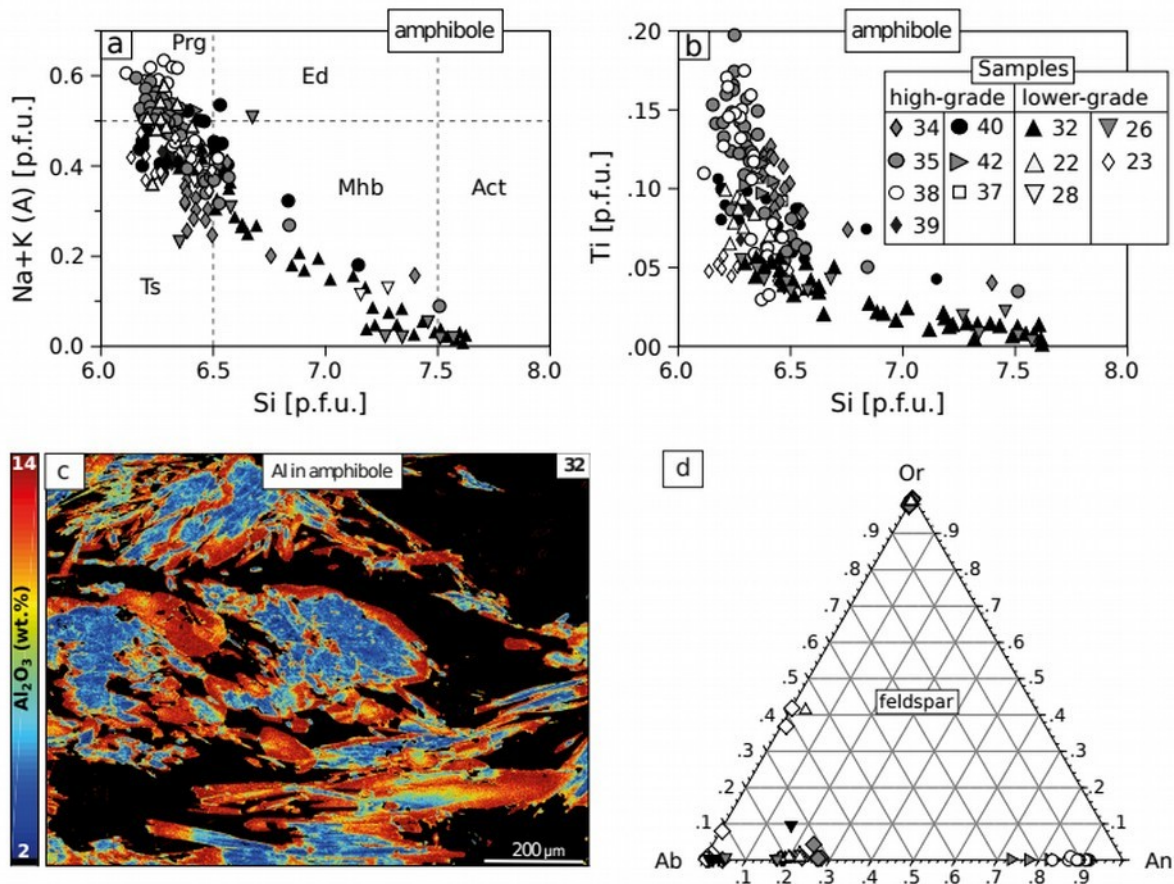 a
Prg
amphibole
Ed
Mhb
Act
Ts
Na+K (A) [p.f.u.]
0.6
0.4
0.2
0.0
6.0 6.5 7.0 7.5 8.0
Si [p.f.u.]
b
amphibole
Ti [p.f.u.]
.20
.15
.10
.05
.00
6.0 6.5 7.0 7.5 8.0
Si [p.f.u.]
Samples
high-grade lower-grade
34 40 32 26
35 42 22 23
38 37 28
39
c
Al in amphibole
32
14
Al2O3 (wt.%)
2
200 µm
d
Or
.9 .9
.8 .8
.7 .7
.6 .6
.5 .5
feldspar
.4 .4
.3 .3
.2 .2
.1 .1
Ab An
.1 .2 .3 .4 .5 .6 .7 .8 .9